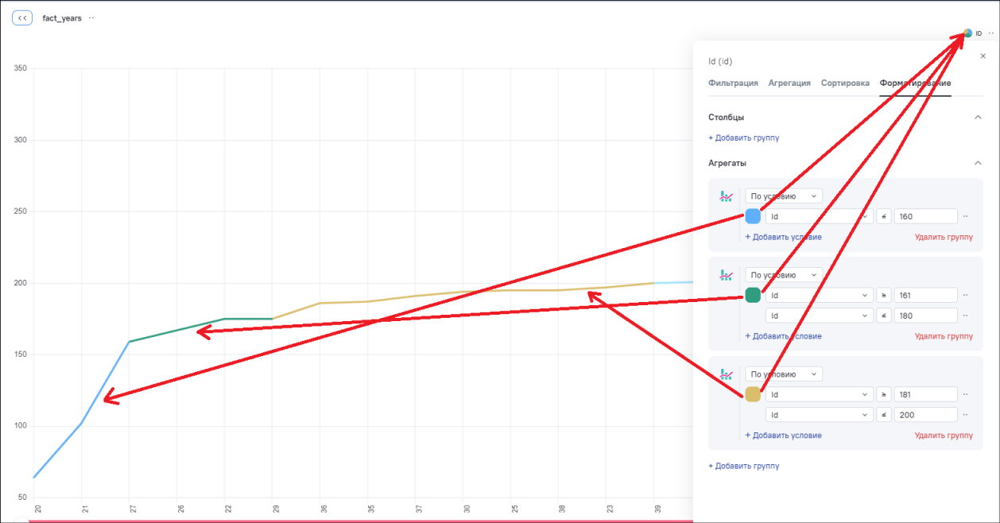 << fact_years ··
ID ··
Id (id)
Фильтрация Агрегация Сортировка Форматирование
Столбцы
+ Добавить группу
Агрегаты
По условию
Id ≤ 160 ··
+ Добавить условие Удалить группу
По условию
Id ≥ 161 ··
Id ≤ 180 ··
+ Добавить условие Удалить группу
По условию
Id ≥ 181 ··
Id ≤ 200 ··
+ Добавить условие Удалить группу
+ Добавить группу
350
300
250
200
150
100
50
20 21 27 26 22 29 36 35 37 30 25 38 23 39